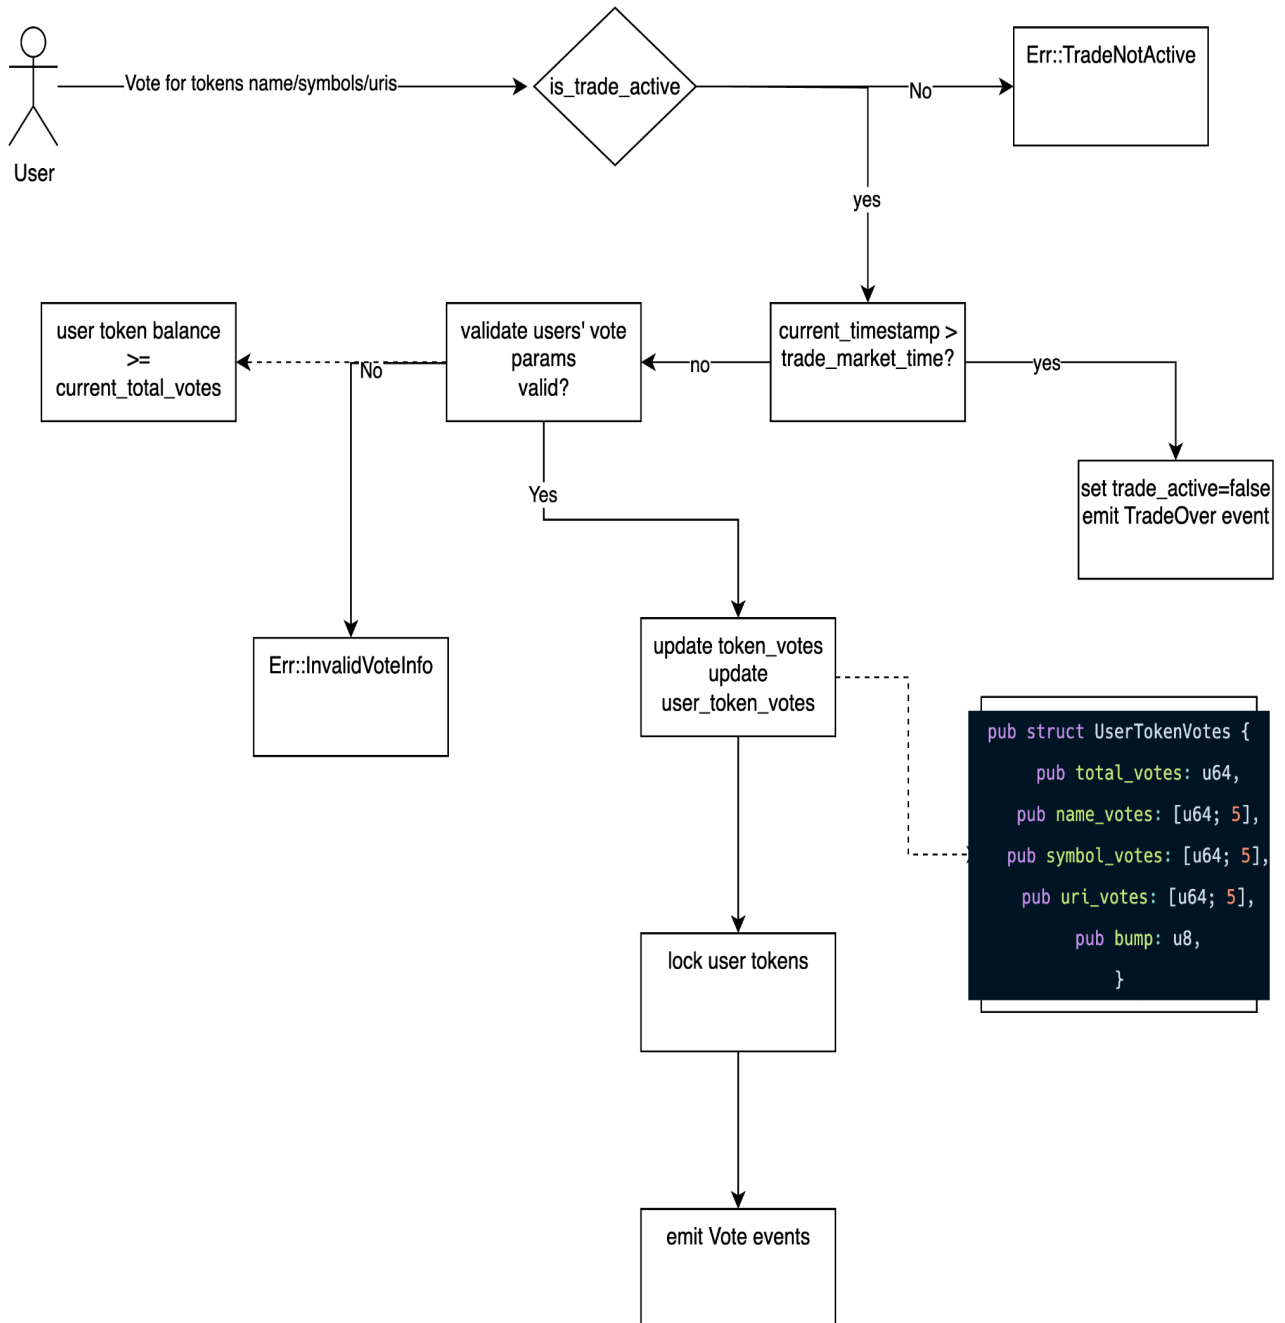 Vote for tokens name/symbols/uris
is_trade_active
No
Err::TradeNotActive
User
yes
user token balance
>=
current_total_votes
No
validate users' vote
params
valid?
no
current_timestamp >
trade_market_time?
yes
set trade_active=false
emit TradeOver event
Yes
Err::InvalidVoteInfo
update token_votes
update
user_token_votes
pub struct UserTokenVotes {
pub total_votes: u64,
pub name_votes: [u64; 5],
pub symbol_votes: [u64; 5],
pub uri_votes: [u64; 5],
pub bump: u8,
}
lock user tokens
emit Vote events